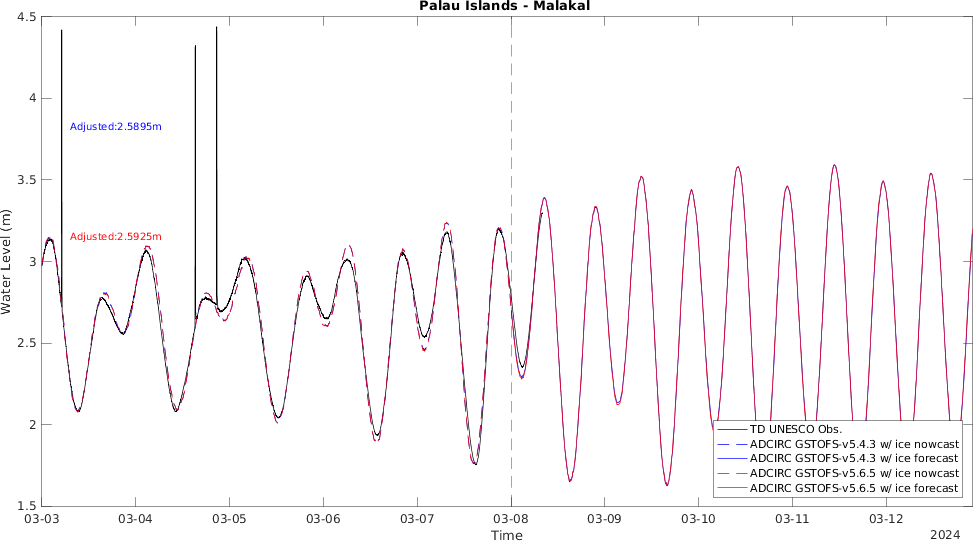 Palau Islands - Malakal
4.5
4
3.5
3
2.5
2
1.5
Water Level (m)
Adjusted:2.5895m
Adjusted:2.5925m
TD UNESCO Obs.
ADCIRC GSTOFS-v5.4.3 w/ ice nowcast
ADCIRC GSTOFS-v5.4.3 w/ ice forecast
ADCIRC GSTOFS-v5.6.5 w/ ice nowcast
ADCIRC GSTOFS-v5.6.5 w/ ice forecast
03-03 03-04 03-05 03-06 03-07 03-08 03-09 03-10 03-11 03-12
Time
2024